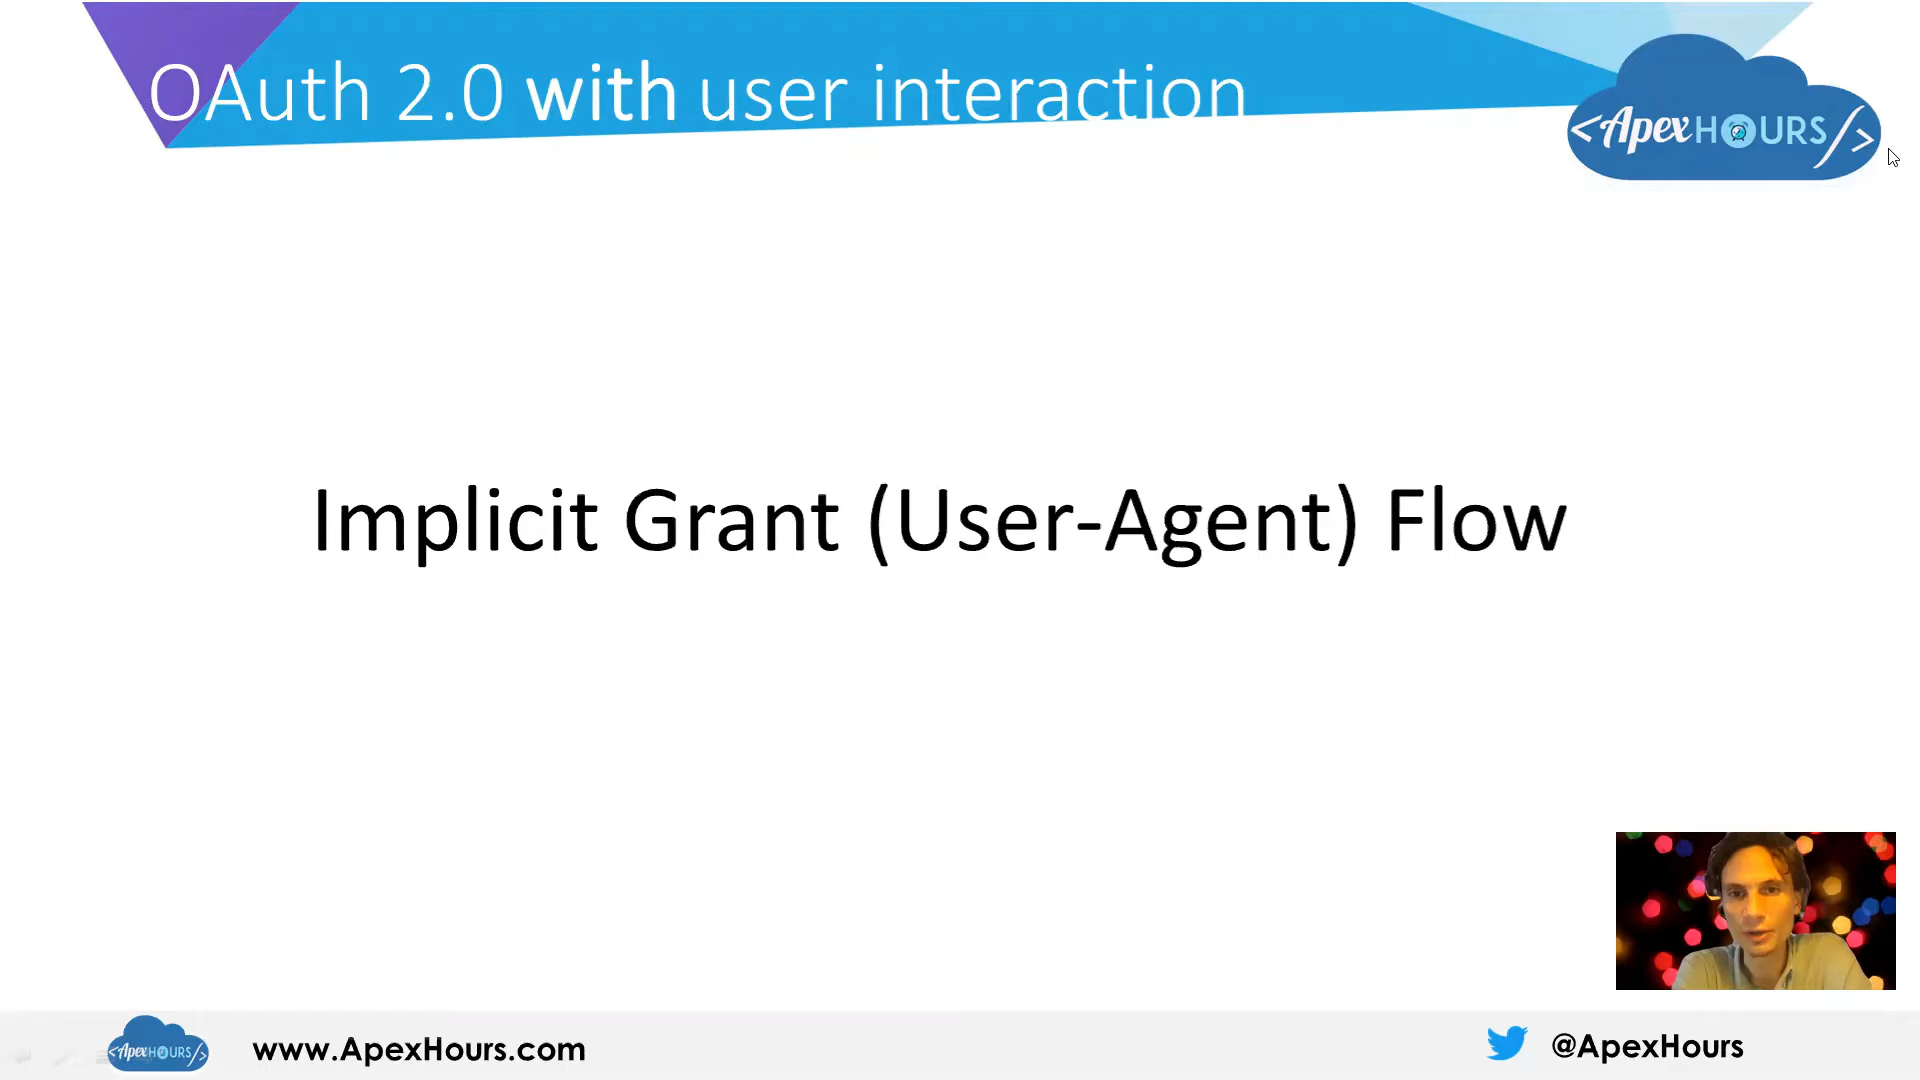 OAuth 2.0 with user interaction
<ApexHOURS/>
Implicit Grant (User-Agent) Flow
<ApexHOURS/>
www.ApexHours.com
@ApexHours